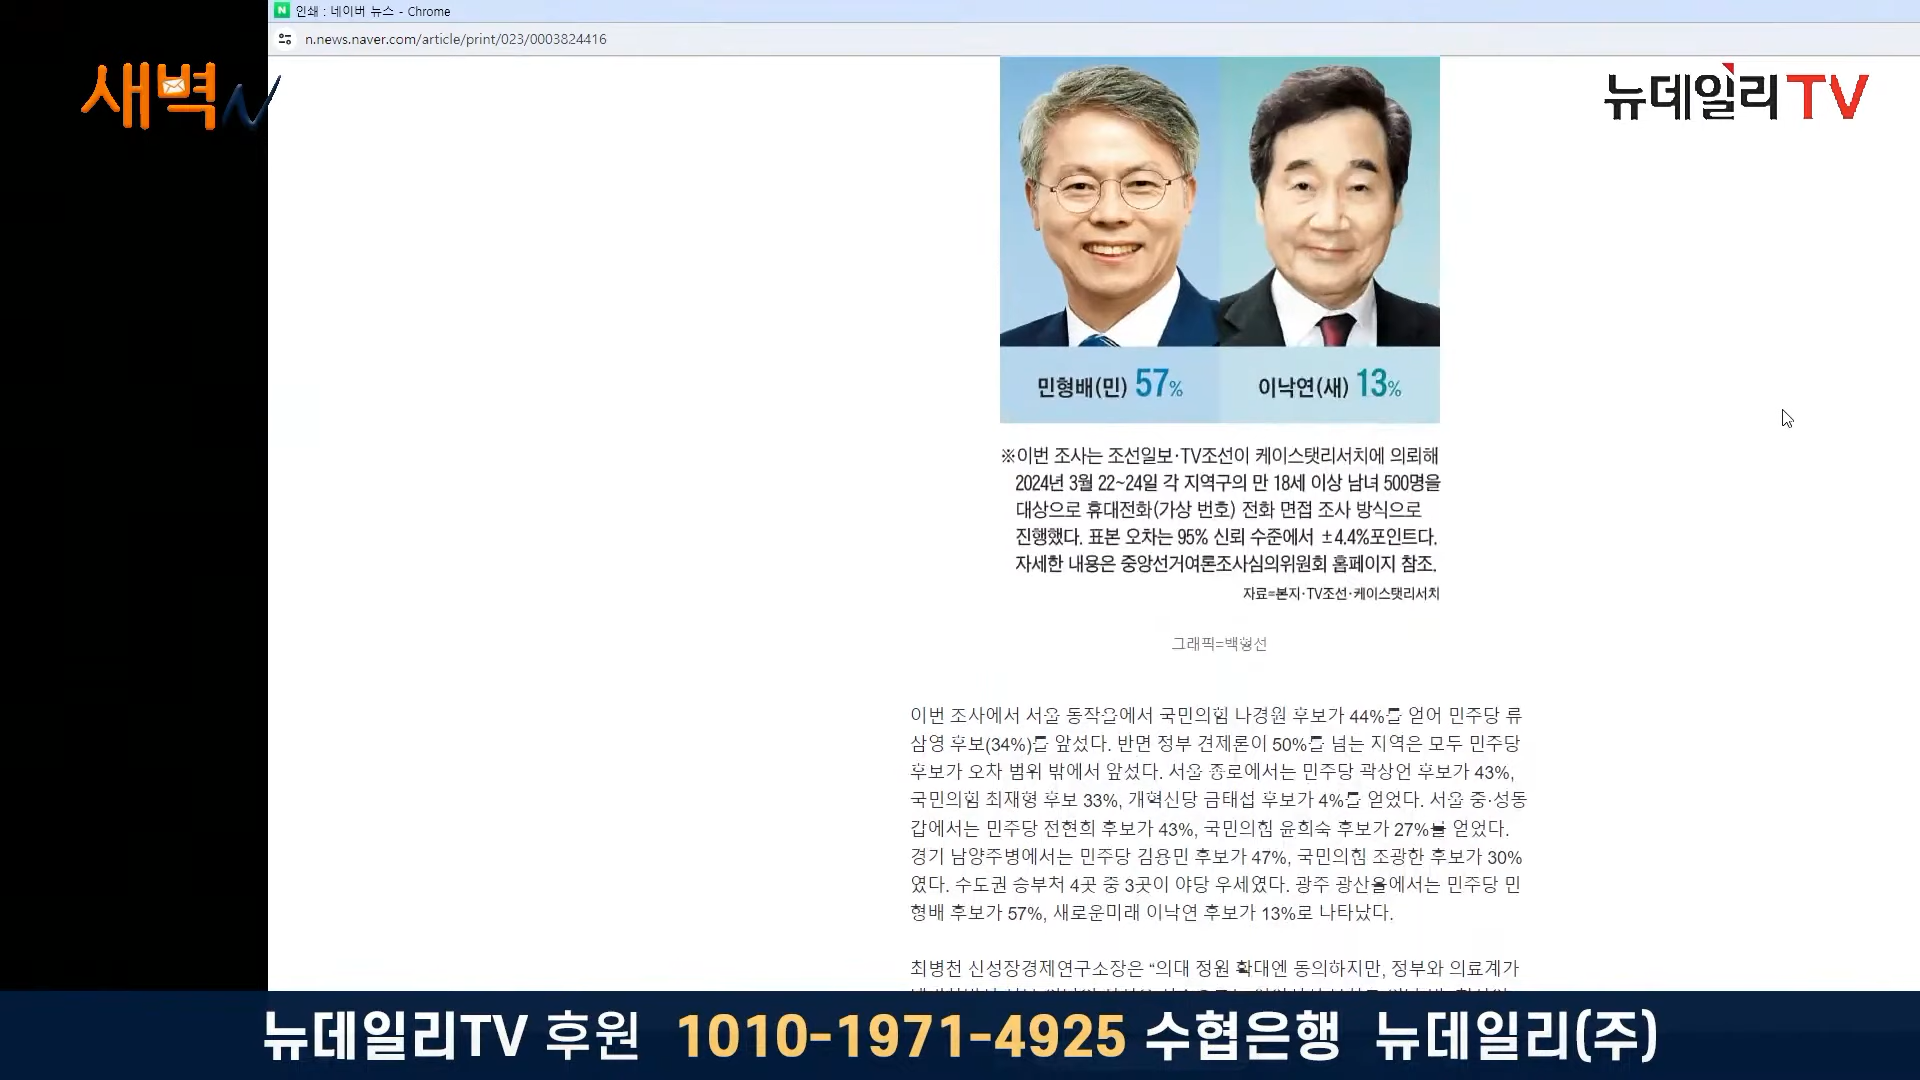 인쇄 : 네이버 뉴스 - Chrome
n.news.naver.com/article/print/023/0003824416
새벽N
뉴데일리TV
민형배(민) 57%
이낙연(새) 13%
※이번 조사는 조선일보·TV조선이 케이스탯리서치에 의뢰해
2024년 3월 22~24일 각 지역구의 만 18세 이상 남녀 500명을
대상으로 휴대전화(가상 번호) 전화 면접 조사 방식으로
진행했다. 표본 오차는 95% 신뢰 수준에서 ±4.4%포인트다.
자세한 내용은 중앙선거여론조사심의위원회 홈페이지 참조.
자료=본지·TV조선·케이스탯리서치
그래픽=백형선
이번 조사에서 서울 동작을에서 국민의힘 나경원 후보가 44%를 얻어 민주당 류
삼영 후보(34%)를 앞섰다. 반면 정부 견제론이 50%를 넘는 지역은 모두 민주당
후보가 오차 범위 밖에서 앞섰다. 서울 종로에서는 민주당 곽상언 후보가 43%,
국민의힘 최재형 후보 33%, 개혁신당 금태섭 후보가 4%를 얻었다. 서울 중·성동
갑에서는 민주당 전현희 후보가 43%, 국민의힘 윤희숙 후보가 27%를 얻었다.
경기 남양주병에서는 민주당 김용민 후보가 47%, 국민의힘 조광한 후보가 30%
였다. 수도권 승부처 4곳 중 3곳이 야당 우세였다. 광주 광산을에서는 민주당 민
형배 후보가 57%, 새로운미래 이낙연 후보가 13%로 나타났다.
최병천 신성장경제연구소장은 “의대 정원 확대엔 동의하지만, 정부와 의료계가
뉴데일리TV 후원 1010-1971-4925 수협은행 뉴데일리(주)